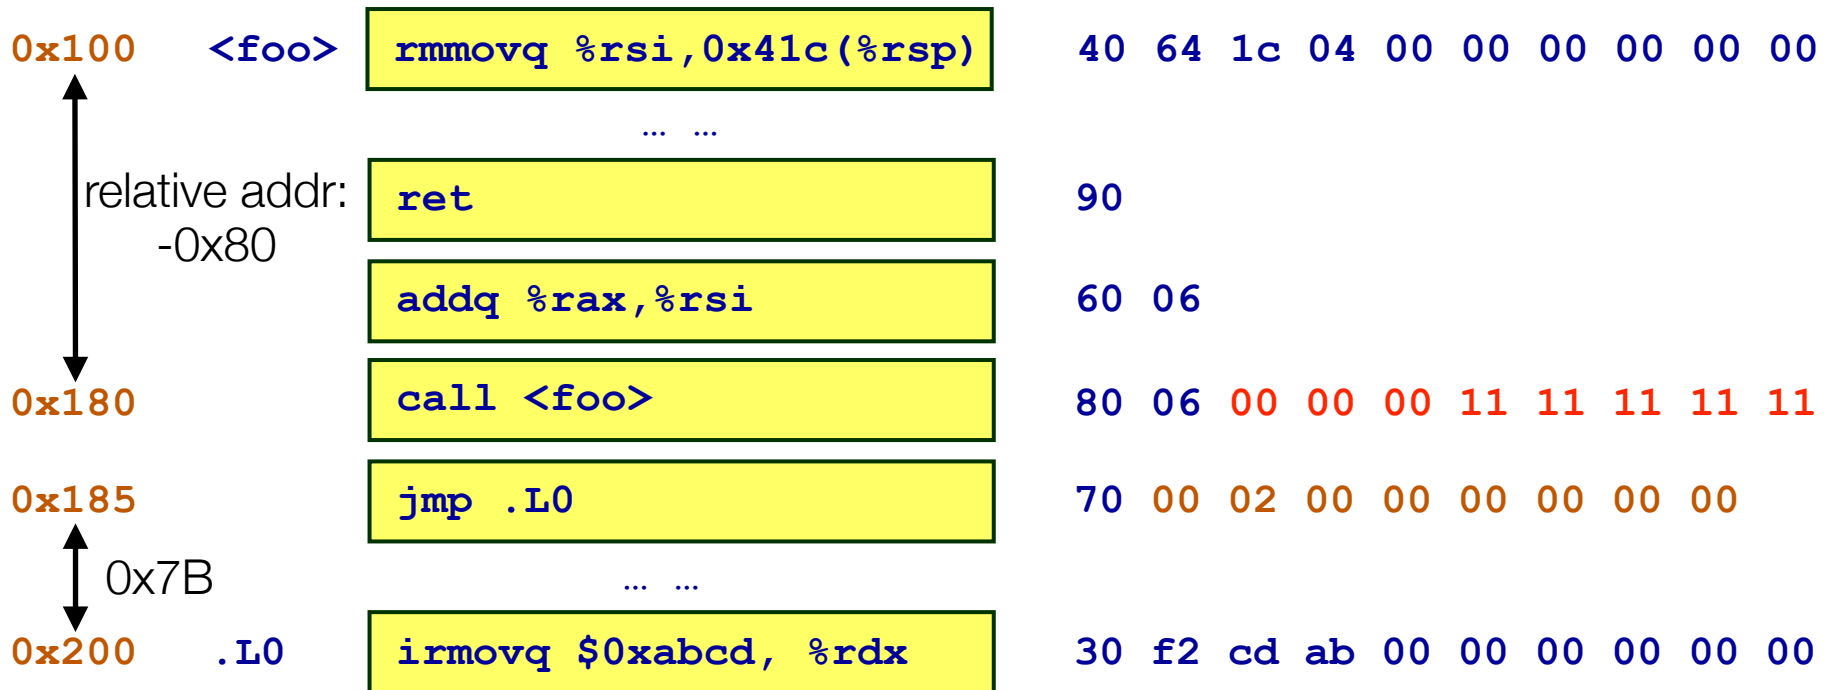 0x100 <foo> rmmovq %rsi,0x41c(%rsp) 40 64 1c 04 00 00 00 00 00 00
… …
relative addr:
-0x80
ret 90
addq %rax,%rsi 60 06
0x180 call <foo> 80 06 00 00 00 11 11 11 11 11
0x185 jmp .L0 70 00 02 00 00 00 00 00 00
0x7B
… …
0x200 .L0 irmovq $0xabcd, %rdx 30 f2 cd ab 00 00 00 00 00 00